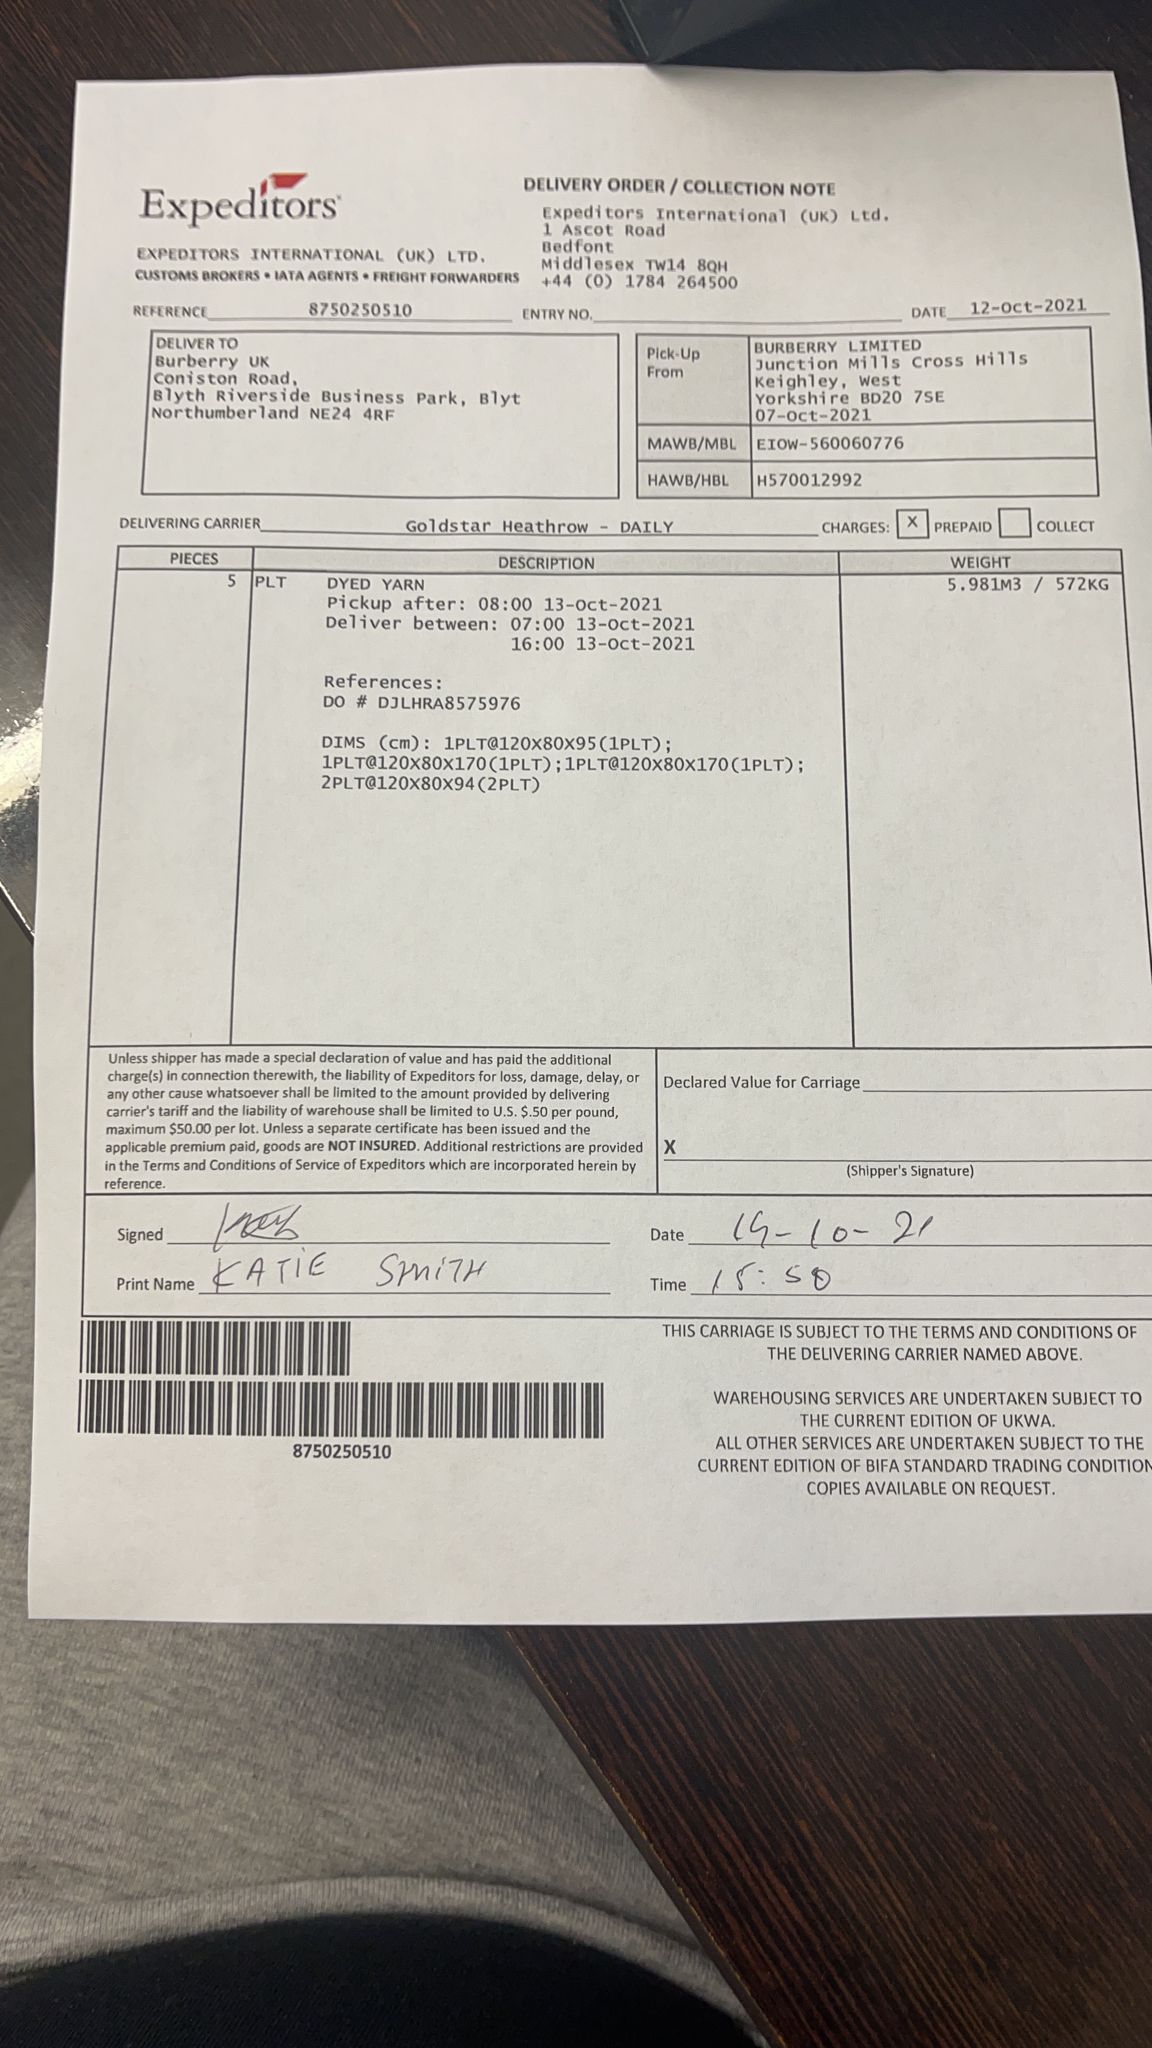 Expeditors
DELIVERY ORDER / COLLECTION NOTE
Expeditors International (UK) Ltd.
1 Ascot Road
Bedfont
Middlesex TW14 8QH
+44 (0) 1784 264500
EXPEDITORS INTERNATIONAL (UK) LTD.
CUSTOMS BROKERS • IATA AGENTS • FREIGHT FORWARDERS
REFERENCE 8750250510 ENTRY NO. DATE 12-Oct-2021
DELIVER TO
Burberry UK
Coniston Road,
Blyth Riverside Business Park, Blyt
Northumberland NE24 4RF
Pick-Up From
BURBERRY LIMITED
Junction Mills Cross Hills
Keighley, West
Yorkshire BD20 7SE
07-Oct-2021
MAWB/MBL EIOW-560060776
HAWB/HBL H570012992
DELIVERING CARRIER Goldstar Heathrow - DAILY CHARGES: X PREPAID COLLECT
PIECES DESCRIPTION WEIGHT
5 PLT DYED YARN 5.981M3 / 572KG
Pickup after: 08:00 13-Oct-2021
Deliver between: 07:00 13-Oct-2021
16:00 13-Oct-2021
References:
DO # DJLHRA8575976
DIMS (cm): 1PLT@120X80X95(1PLT);
1PLT@120X80X170(1PLT);1PLT@120X80X170(1PLT);
2PLT@120X80X94(2PLT)
Unless shipper has made a special declaration of value and has paid the additional
charge(s) in connection therewith, the liability of Expeditors for loss, damage, delay, or
any other cause whatsoever shall be limited to the amount provided by delivering
carrier's tariff and the liability of warehouse shall be limited to U.S. $.50 per pound,
maximum $50.00 per lot. Unless a separate certificate has been issued and the
applicable premium paid, goods are NOT INSURED. Additional restrictions are provided
in the Terms and Conditions of Service of Expeditors which are incorporated herein by
reference.
Declared Value for Carriage
X
(Shipper's Signature)
Signed
Date -10-21
Print Name KATIE SMITH
Time 15:50
8750250510
THIS CARRIAGE IS SUBJECT TO THE TERMS AND CONDITIONS OF
THE DELIVERING CARRIER NAMED ABOVE.
WAREHOUSING SERVICES ARE UNDERTAKEN SUBJECT TO
THE CURRENT EDITION OF UKWA.
ALL OTHER SERVICES ARE UNDERTAKEN SUBJECT TO THE
CURRENT EDITION OF BIFA STANDARD TRADING CONDITION
COPIES AVAILABLE ON REQUEST.